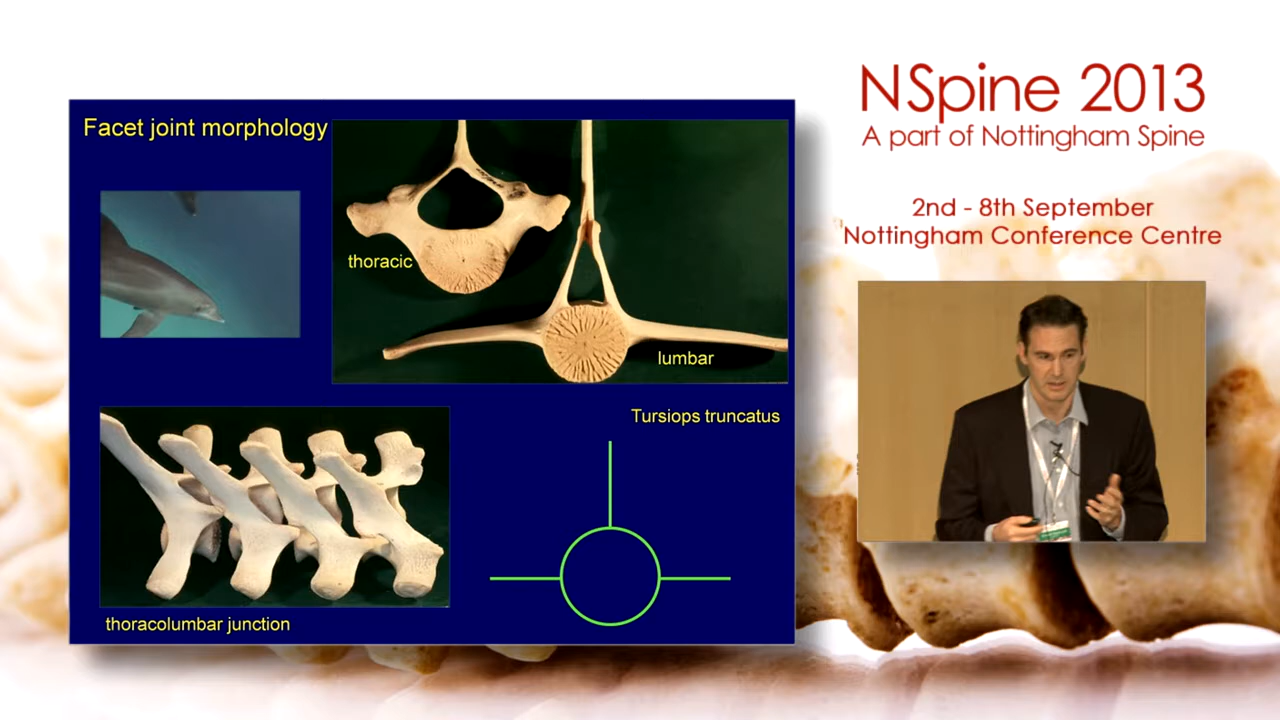 Facet joint morphology
thoracic
lumbar
Tursiops truncatus
thoracolumbar junction
NSpine 2013
A part of Nottingham Spine
2nd - 8th September
Nottingham Conference Centre